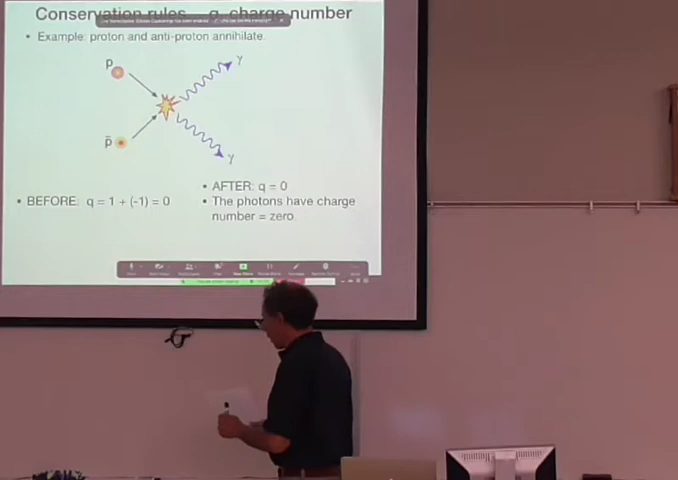 Conservation rules – q, charge number
• Example: proton and anti-proton annihilate.
p
γ
p̄
γ
• BEFORE: q = 1 + (-1) = 0
• AFTER: q = 0
• The photons have charge
number = zero.